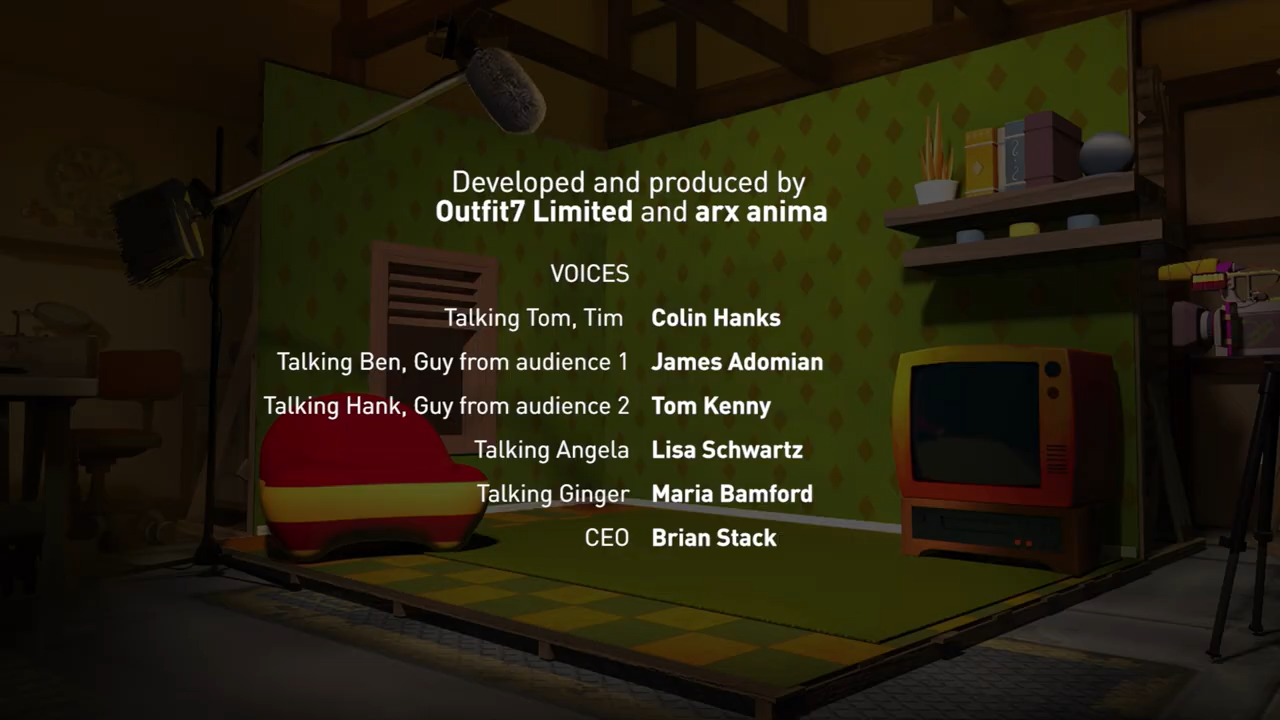 Developed and produced by
Outfit7 Limited and arx anima
VOICES
Talking Tom, Tim Colin Hanks
Talking Ben, Guy from audience 1 James Adomian
Talking Hank, Guy from audience 2 Tom Kenny
Talking Angela Lisa Schwartz
Talking Ginger Maria Bamford
CEO Brian Stack